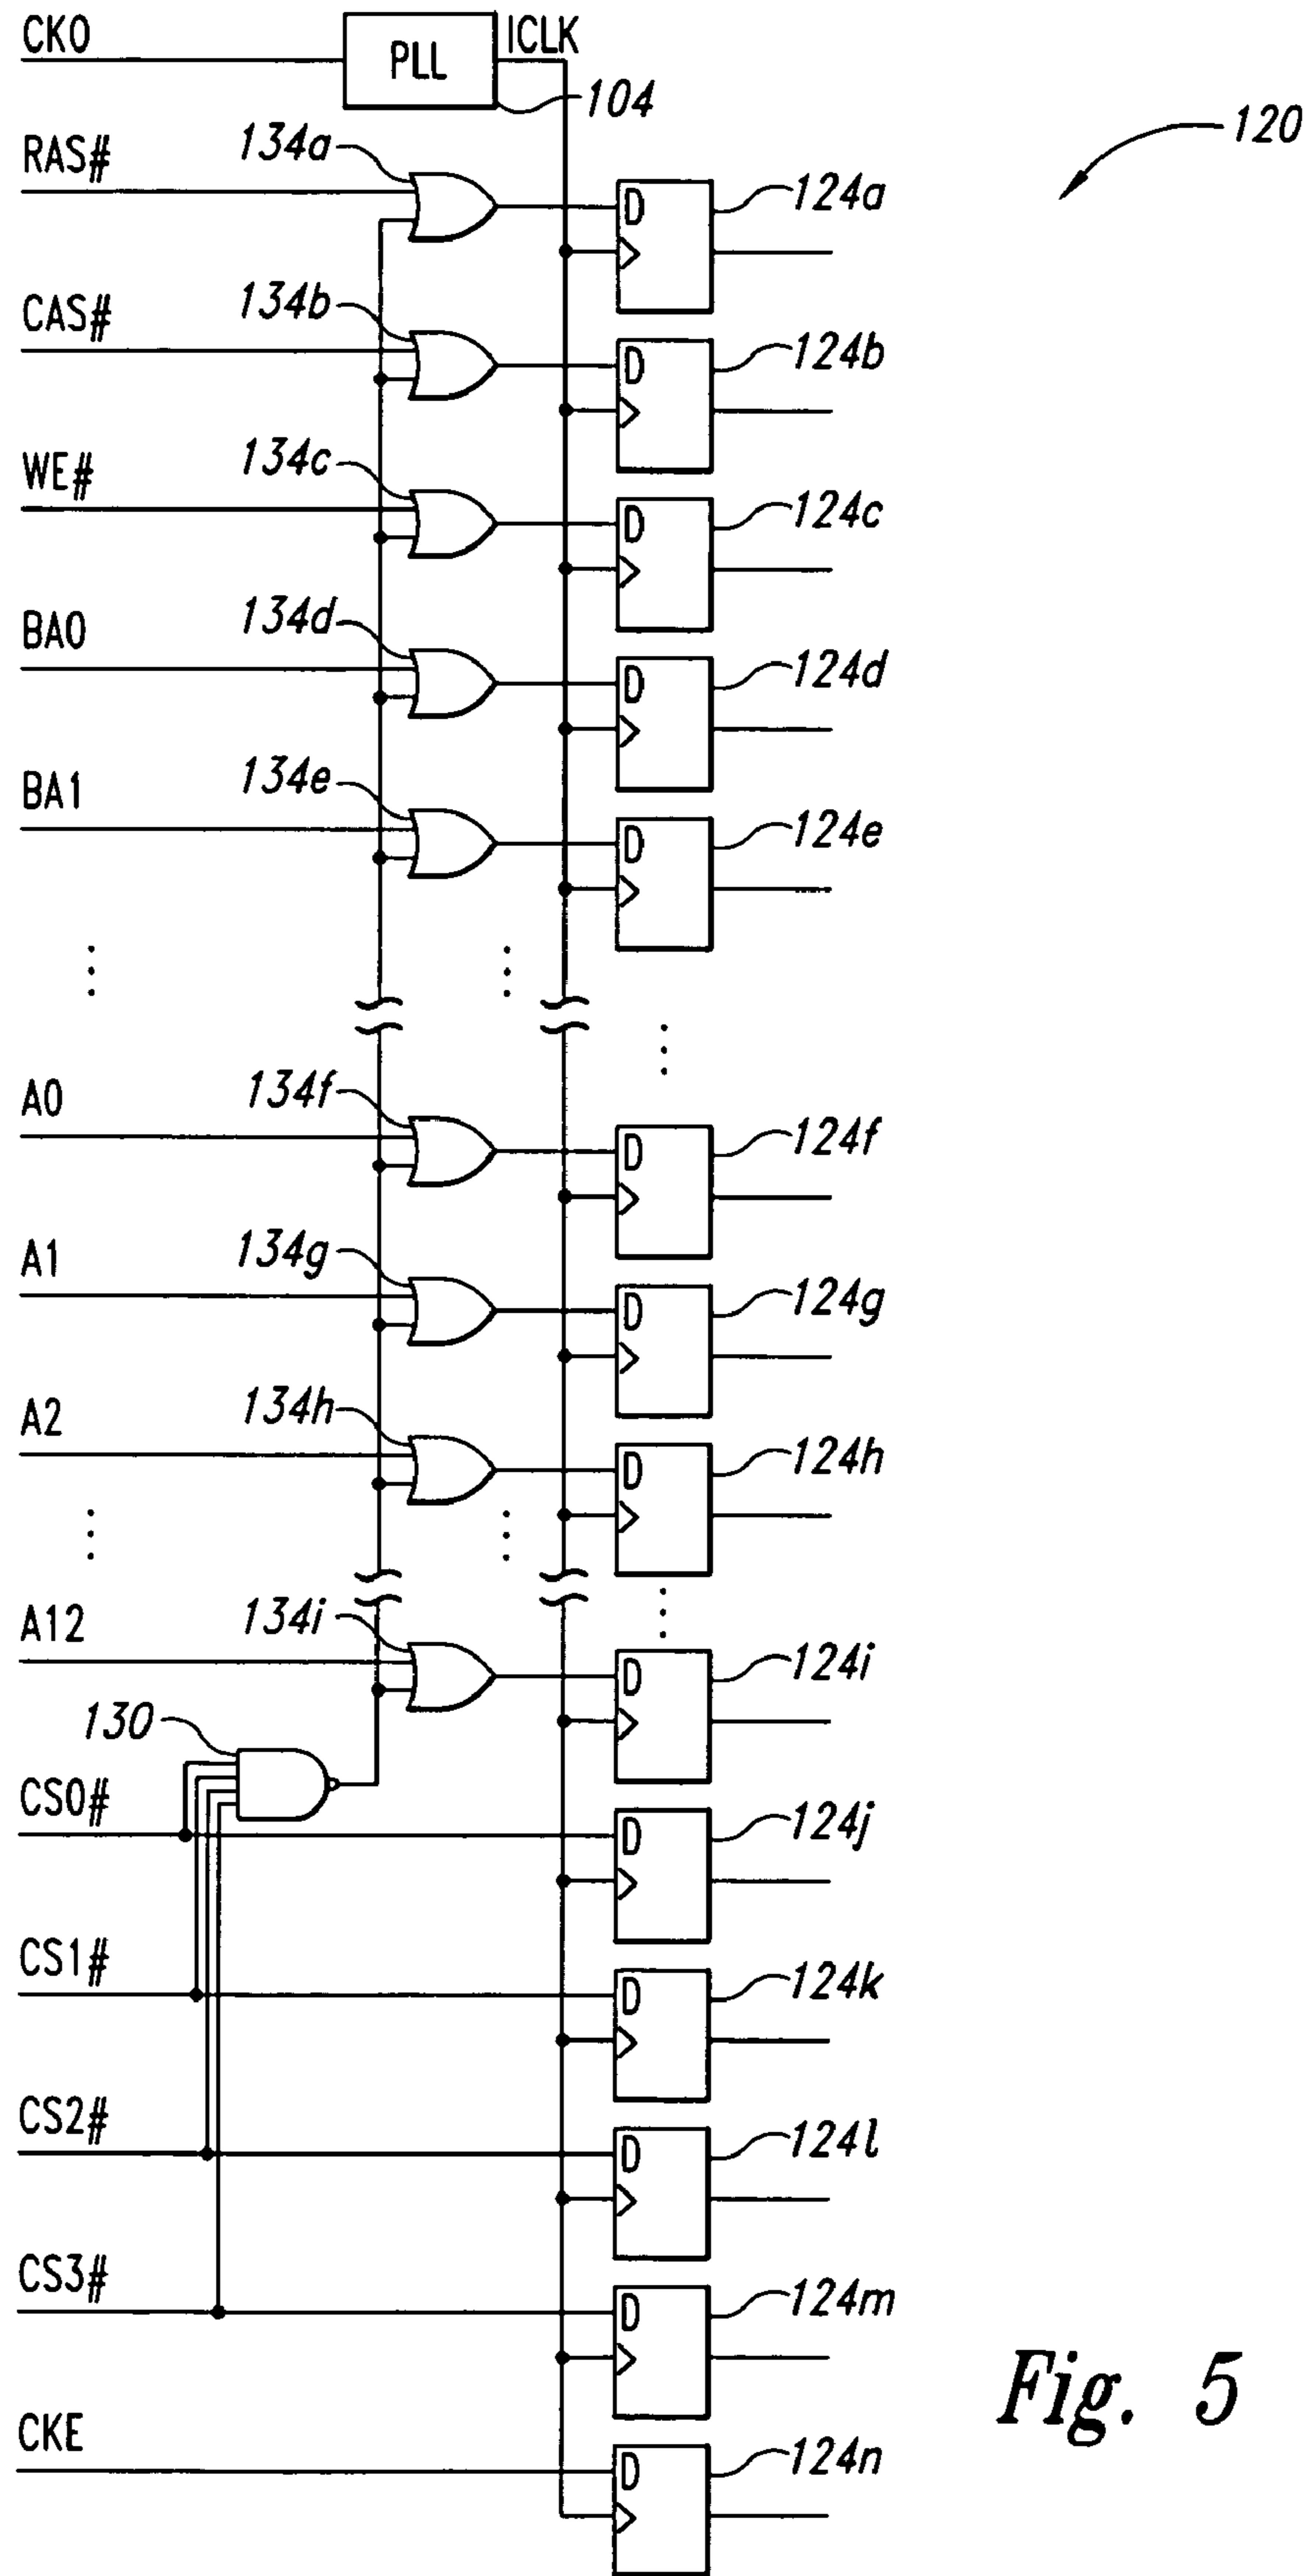 CK0
PLL
ICLK
104
120
RAS#
134a
D
124a
CAS#
134b
D
124b
WE#
134c
D
124c
BA0
134d
D
124d
BA1
134e
D
124e
A0
134f
D
124f
A1
134g
D
124g
A2
134h
D
124h
A12
134i
D
124i
130
CS0#
D
124j
CS1#
D
124k
CS2#
D
124l
CS3#
D
124m
CKE
D
124n
Fig. 5